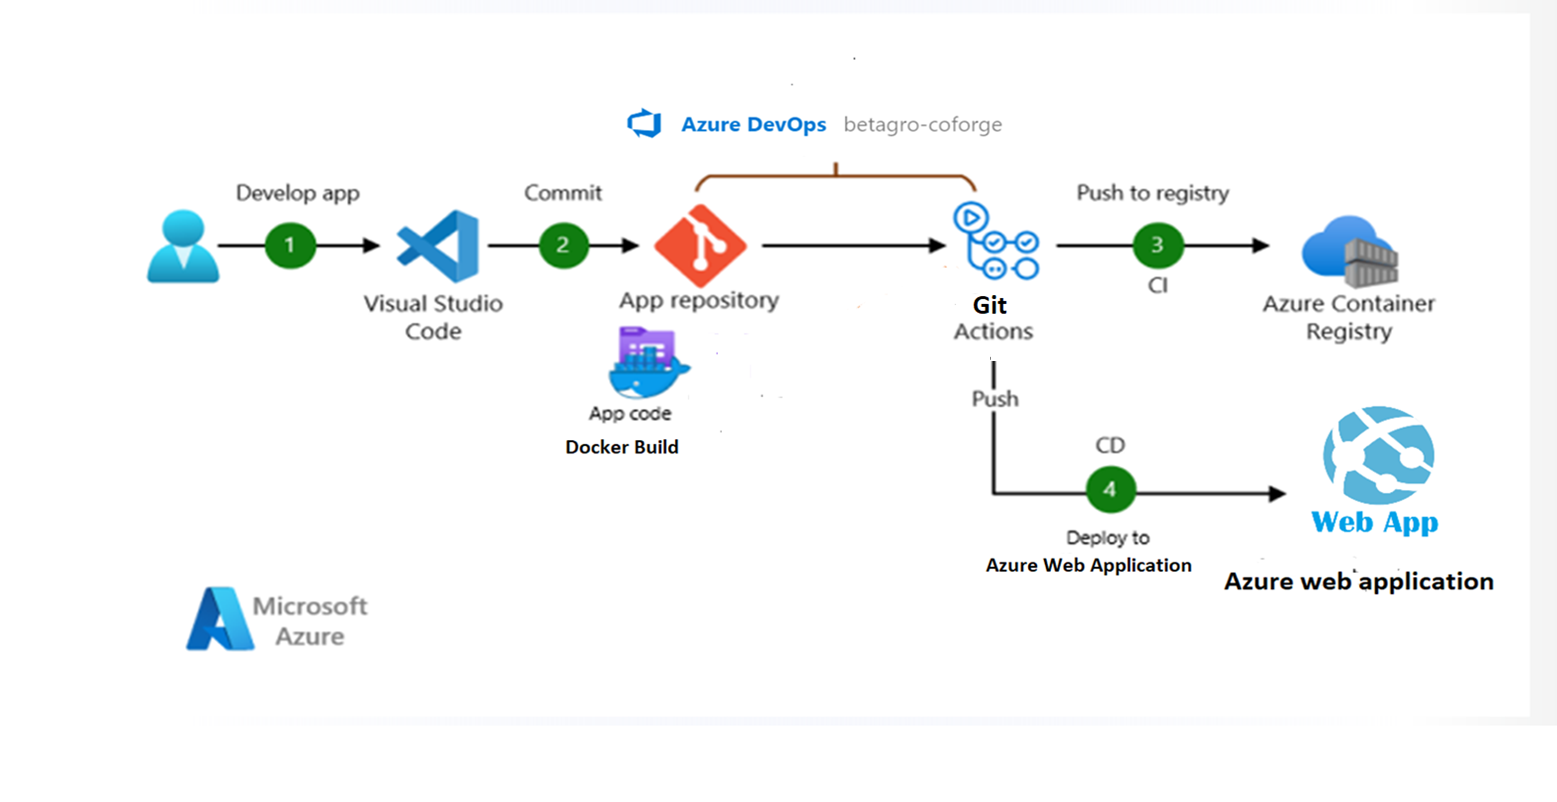 Azure DevOps betagro-coforge
Develop app
Commit
Push to registry
1
2
3
CI
Visual Studio
Code
App repository
Git
Actions
Azure Container
Registry
App code
Docker Build
Push
CD
4
Deploy to
Azure Web Application
Web App
Azure web application
Microsoft
Azure